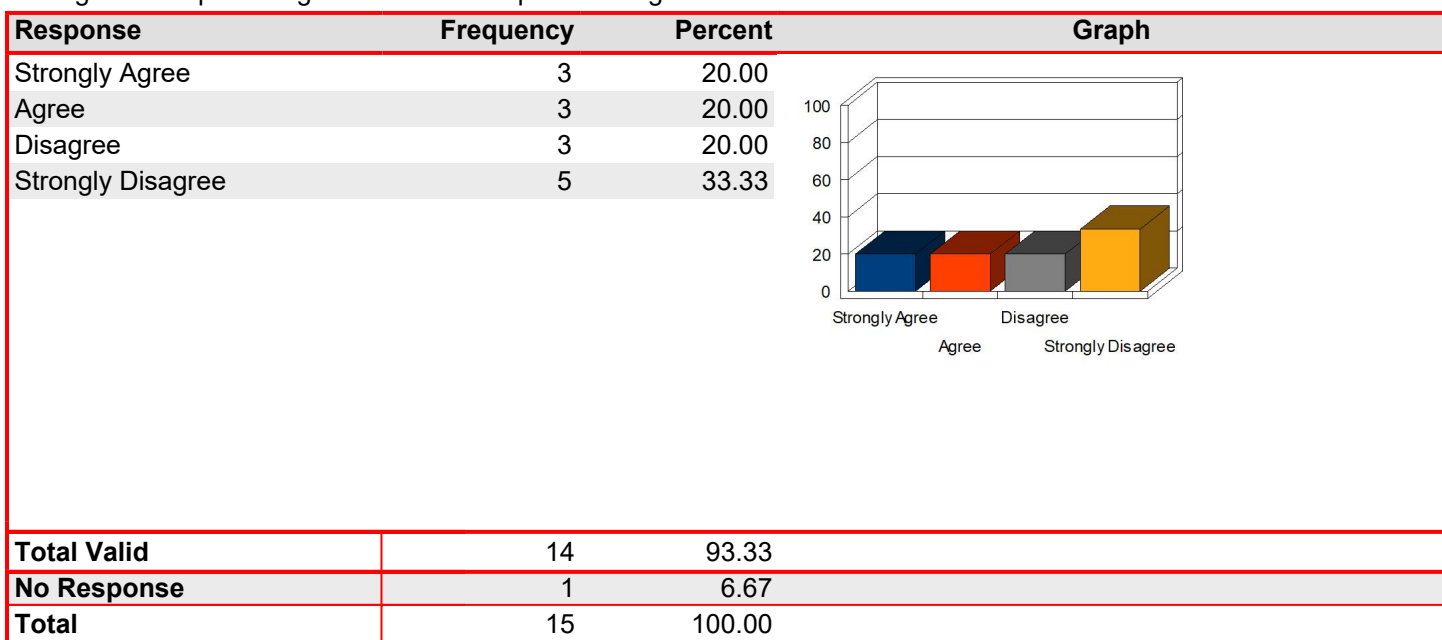 Response Frequency Percent Graph
Strongly Agree 3 20.00
Agree 3 20.00
Disagree 3 20.00
Strongly Disagree 5 33.33
100
80
60
40
20
0
Strongly Agree Disagree
Agree Strongly Disagree
Total Valid 14 93.33
No Response 1 6.67
Total 15 100.00